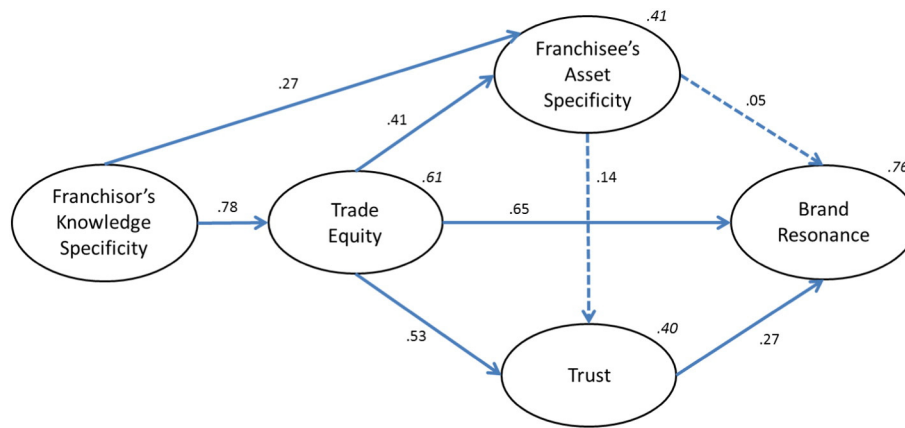 .41
Franchisee's
Asset
Specificity
.27
.41
.05
.14
Franchisor's
Knowledge
Specificity
.78
.61
Trade
Equity
.65
.76
Brand
Resonance
.53
.40
Trust
.27